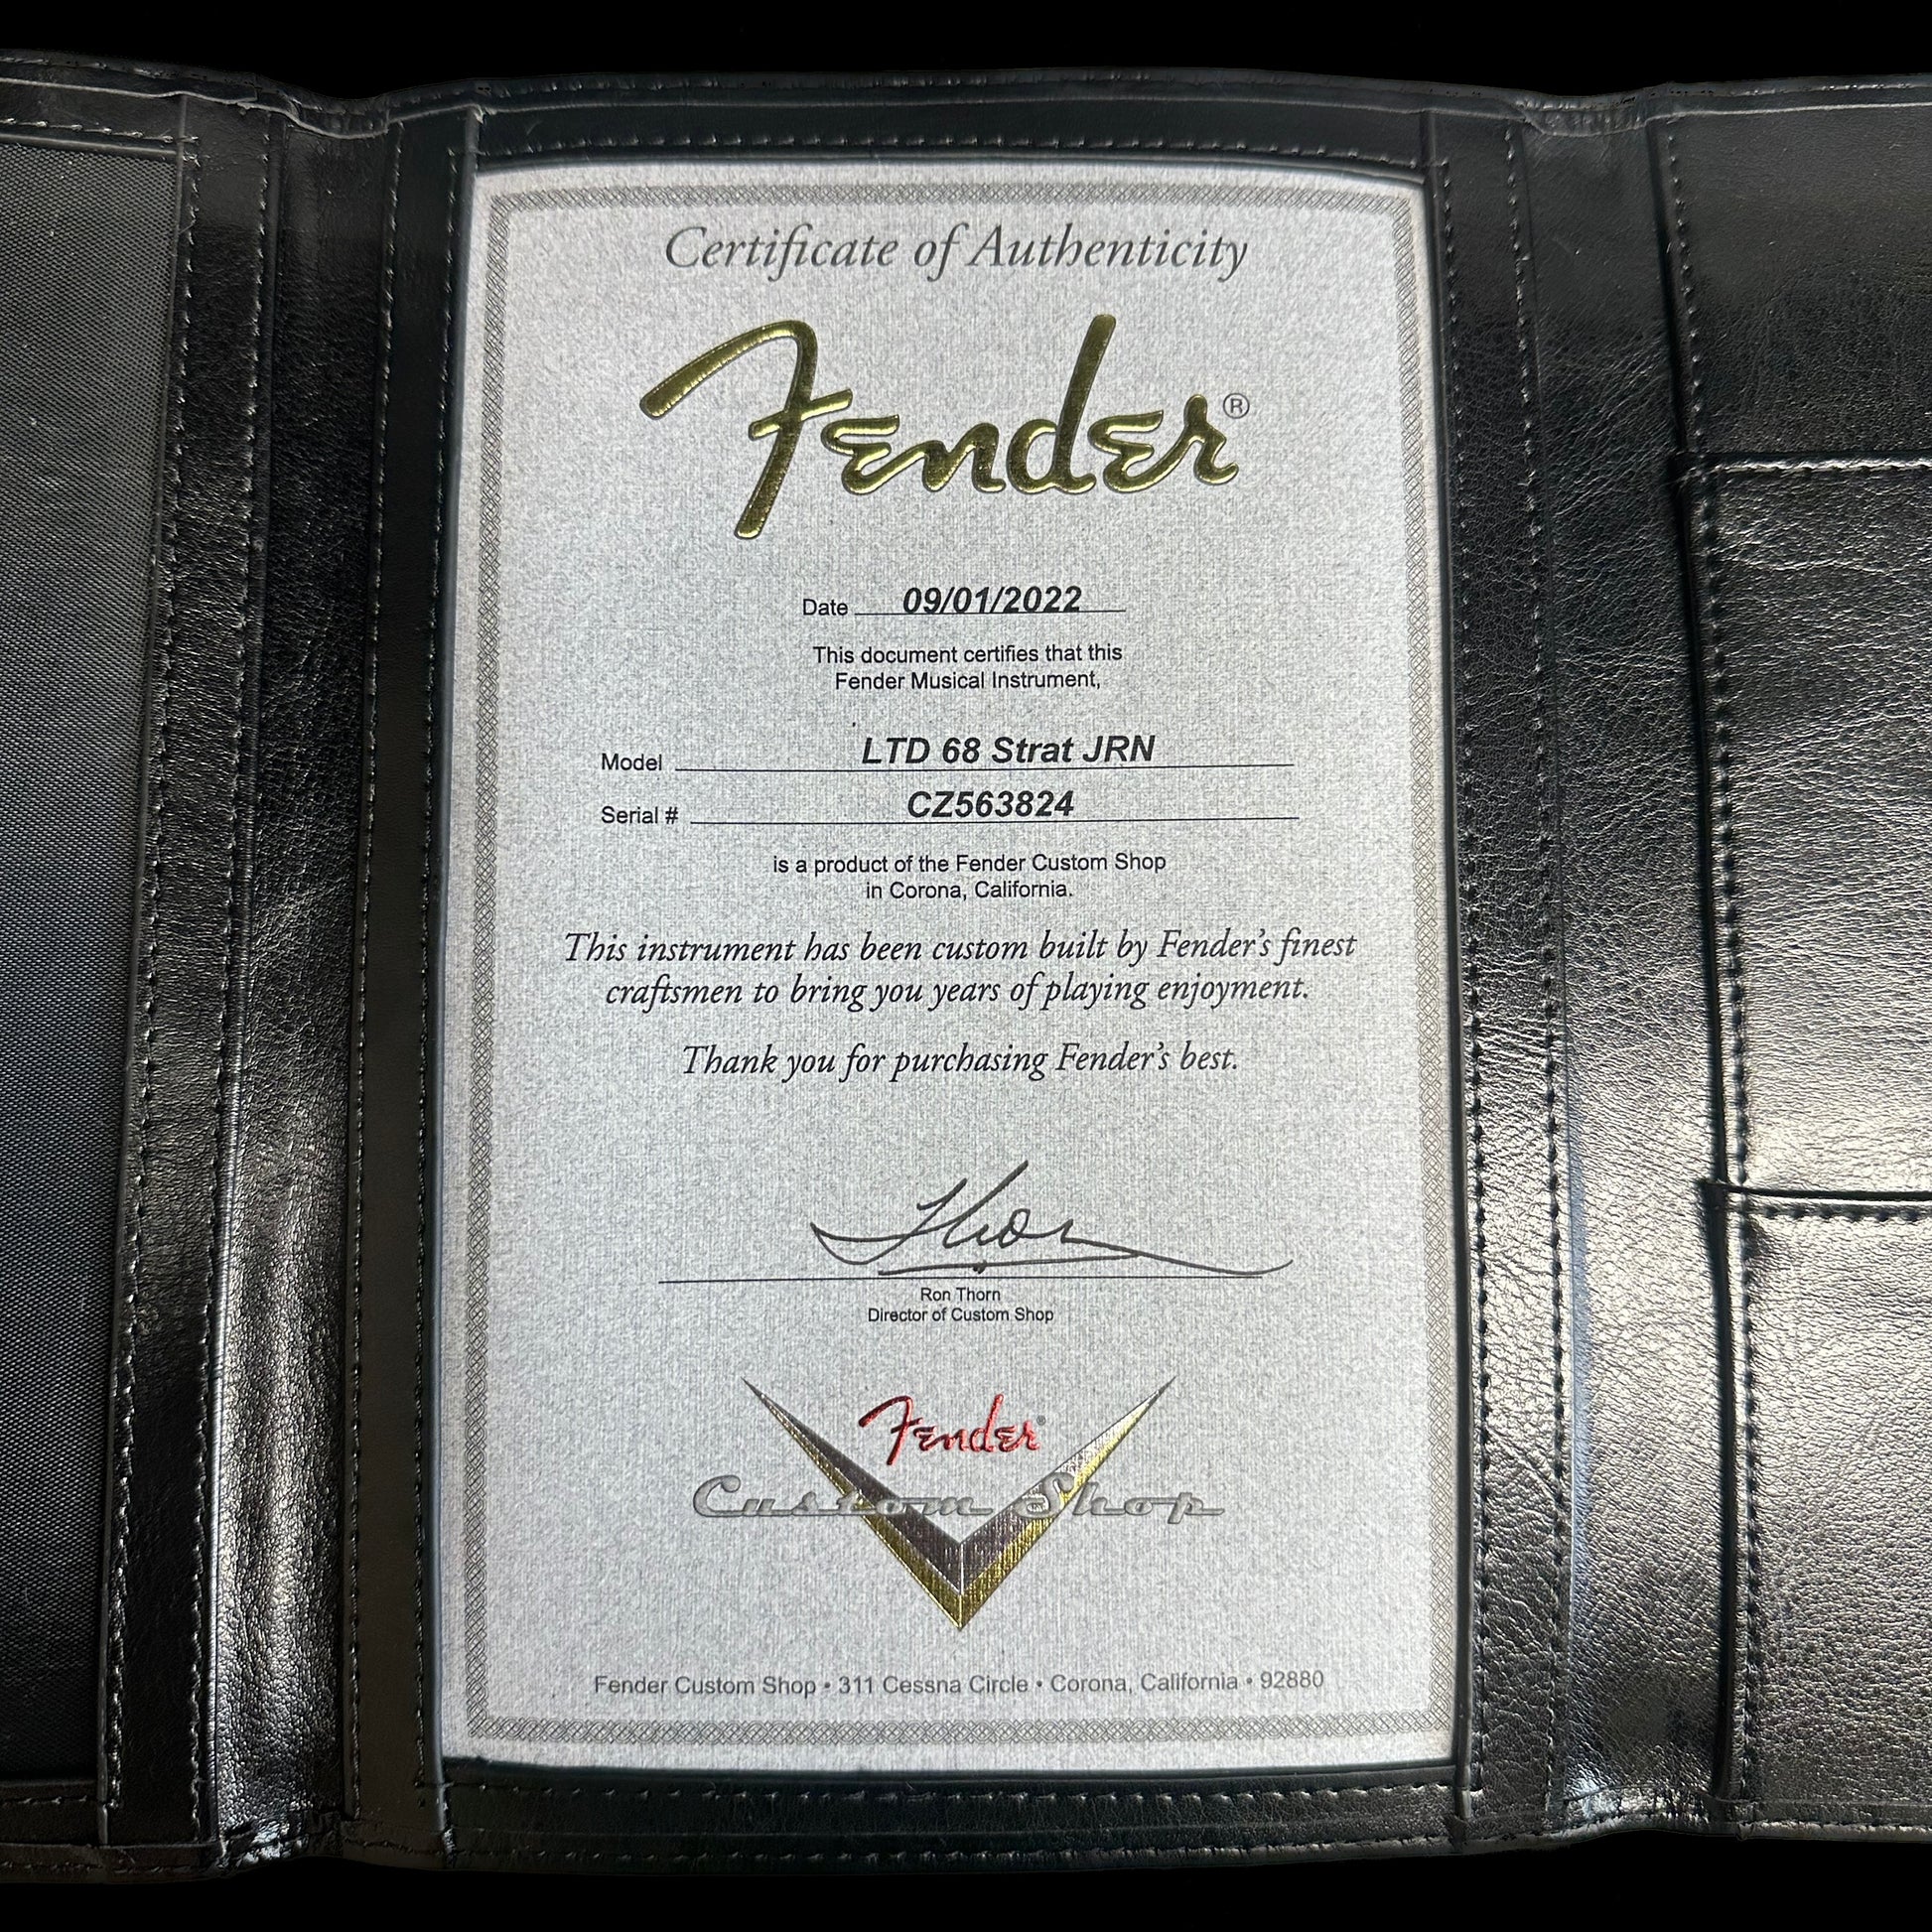 Certificate of Authenticity
Fender®
Date 09/01/2022
This document certifies that this
Fender Musical Instrument,
Model LTD 68 Strat JRN
Serial # CZ563824
is a product of the Fender Custom Shop
in Corona, California.
This instrument has been custom built by Fender's finest
craftsmen to bring you years of playing enjoyment.
Thank you for purchasing Fender's best.
Ron Thorn
Director of Custom Shop
Fender®
Custom Shop
Fender Custom Shop • 311 Cessna Circle • Corona, California • 92880